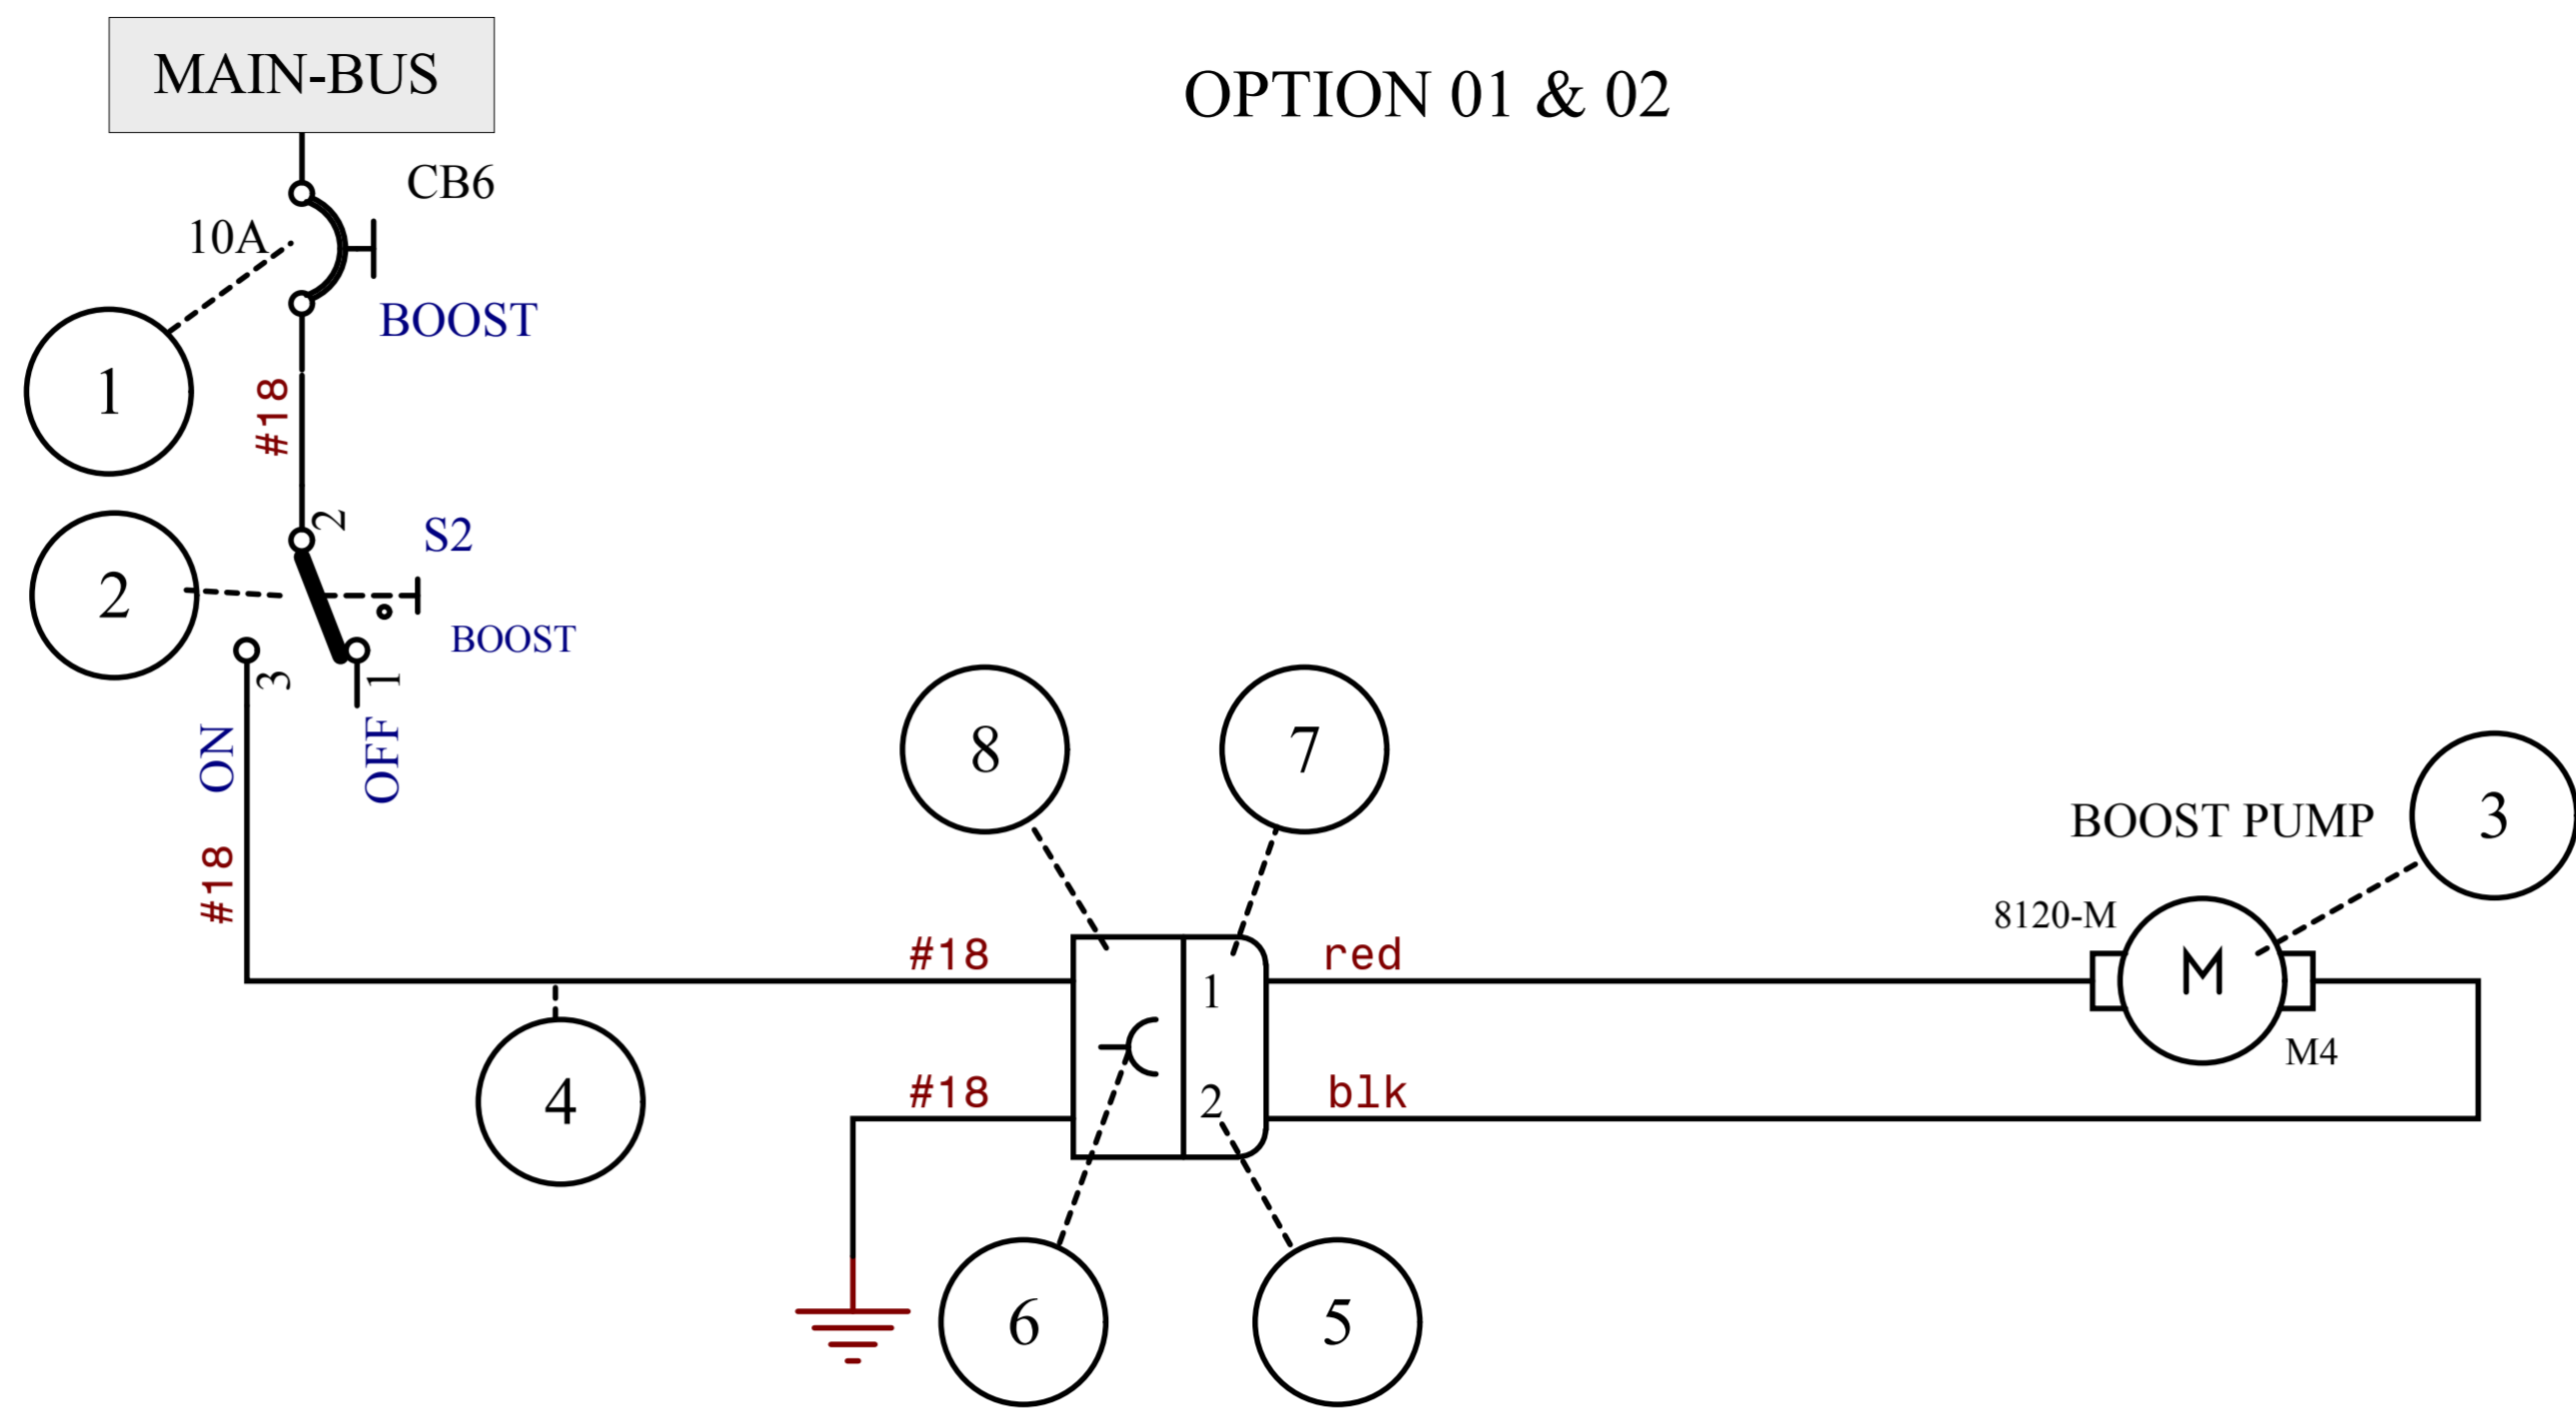 MAIN-BUS
OPTION 01 & 02
CB6
10A
BOOST
1
#18
2
S2
2
BOOST
3
1
ON
OFF
8
7
3
BOOST PUMP
#18
8120-M
#18
red
M
1
M4
4
#18
2
blk
6
5